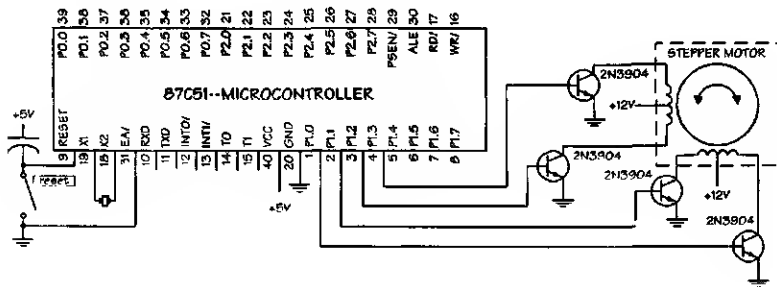 P0.0 39
P0.1 38
P0.2 37
P0.3 36
P0.4 35
P0.5 34
P0.6 33
P0.7 32
P2.0 21
P2.1 22
P2.2 23
P2.3 24
P2.4 25
P2.5 26
P2.6 27
P2.7 28
PSEN/ 29
ALE 30
RD/ 17
WR/ 16
87C51--MICROCONTROLLER
9 RESET
19 X1
18 X2
31 EA/
10 RXD
11 TXD
12 INT0/
13 INT1/
14 T0
15 T1
40 VCC
20 GND
1 P1.0
2 P1.1
3 P1.2
4 P1.3
5 P1.4
6 P1.5
7 P1.6
8 P1.7
+5V
reset
+5V
STEPPER MOTOR
2N3904
+12V
2N3904
2N3904
+12V
2N3904